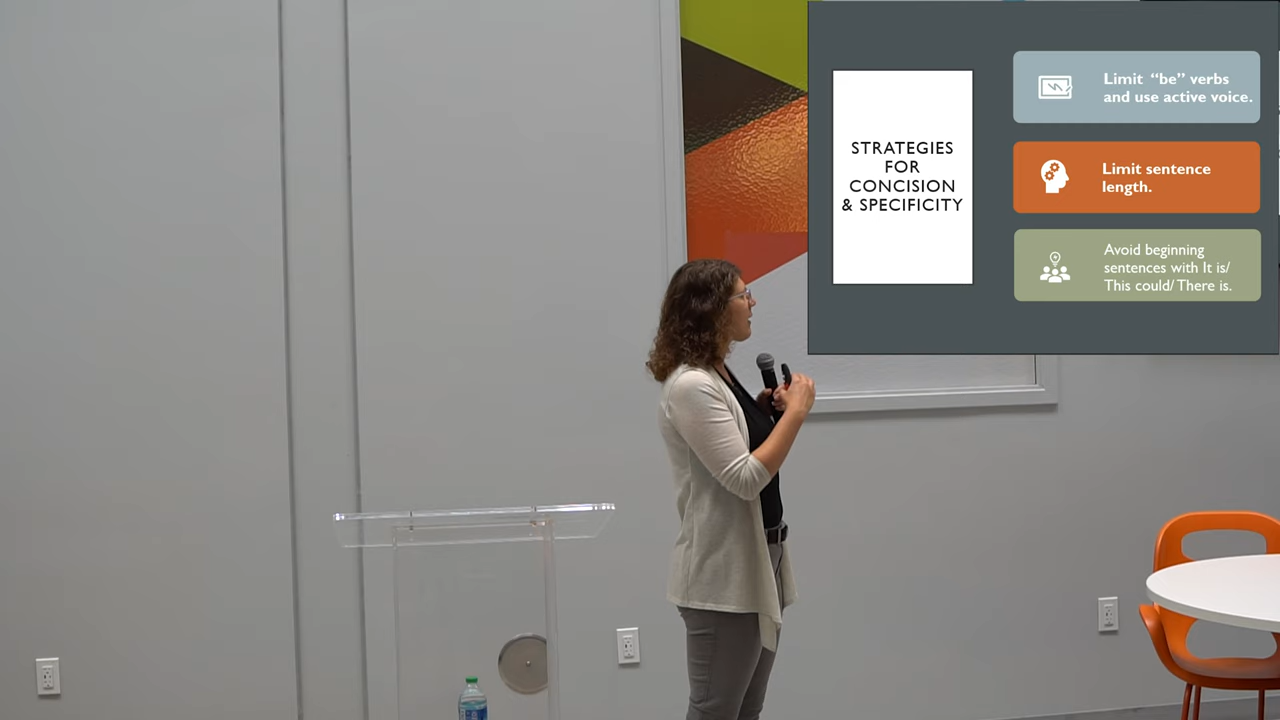 STRATEGIES
FOR
CONCISION
& SPECIFICITY
Limit “be” verbs
and use active voice.
Limit sentence
length.
Avoid beginning
sentences with It is/
This could/ There is.